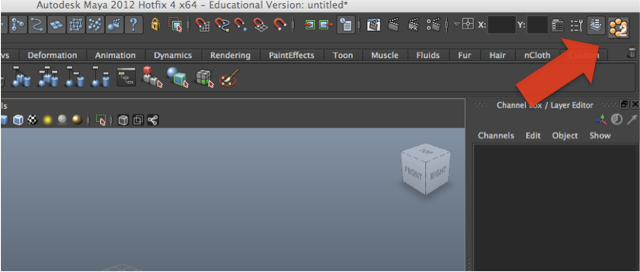 Autodesk Maya 2012 Hotfix 4 x64 – Educational Version: untitled*
X: Y:
vs Deformation Animation Dynamics Rendering PaintEffects Toon Muscle Fluids Fur Hair nCloth
ls
Channel Box / Layer Editor
Channels Edit Object Show
TOP
FRONT RIGHT